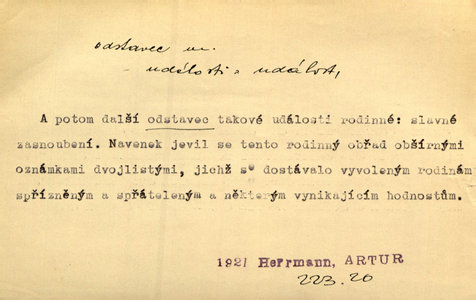 odstavec m.
události a událost,
A potom další odstavec takové události rodinné: slavné
zasnoubení. Navenek jevil se tento rodinný obřad obšírnými
oznámkami dvojlistými, jichž se dostávalo vyvoleným rodinám
spřízněným a spřáteleným a některým vynikajícím hodnostům.
1921 Herrmann, ARTUR
223.20